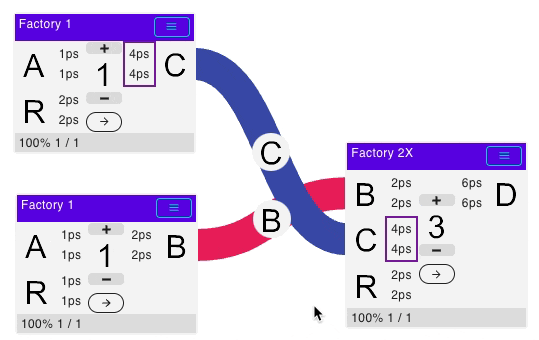 Factory 1
A 1ps 1ps + 1 - 4ps 4ps C
R 2ps 2ps →
100% 1 / 1
C
Factory 1
A 1ps 1ps + 1 - 2ps 2ps B
R 1ps 1ps →
100% 1 / 1
B
Factory 2X
B 2ps 2ps + 6ps 6ps D
C 4ps 4ps 3 -
R 2ps 2ps →
100% 1 / 1